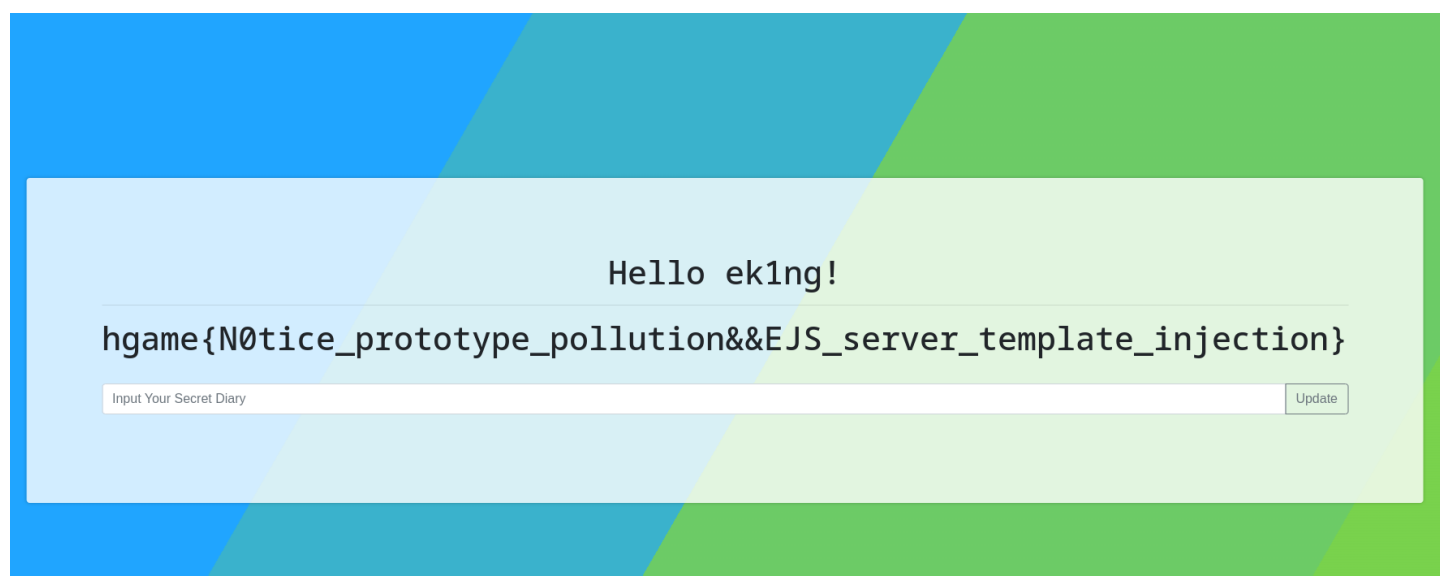 Hello ek1ng!
hgame{N0tice_prototype_pollution&&EJS_server_template_injection}
Input Your Secret Diary
Update